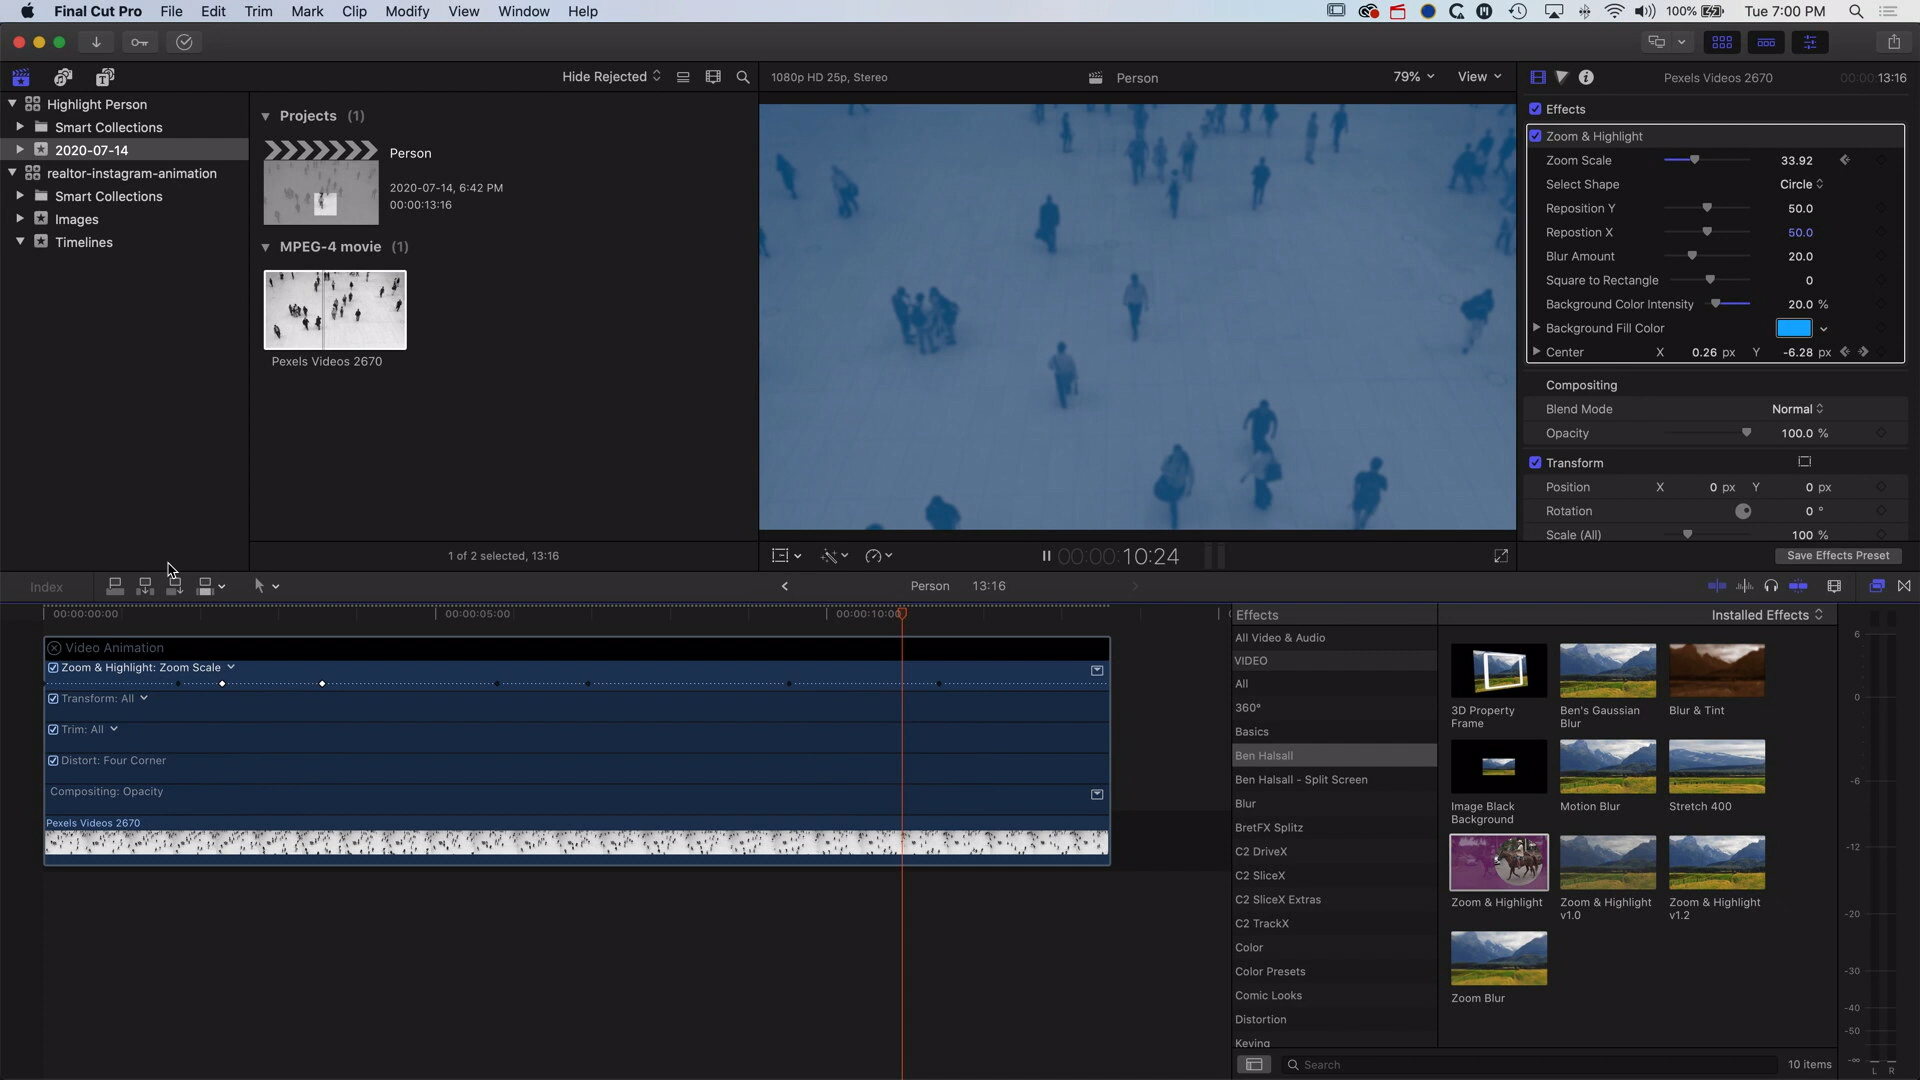 Final Cut Pro File Edit Trim Mark Clip Modify View Window Help 100% Tue 7:00 PM
Hide Rejected
1080p HD 25p, Stereo Person 79% View
Pexels Videos 2670 00:00:13:16
Highlight Person
Smart Collections
2020-07-14
realtor-instagram-animation
Smart Collections
Images
Timelines
Projects (1)
Person
2020-07-14, 6:42 PM
00:00:13:16
MPEG-4 movie (1)
Pexels Videos 2670
1 of 2 selected, 13:16
00:00:10:24
Effects
Zoom & Highlight
Zoom Scale 33.92
Select Shape Circle
Reposition Y 50.0
Repostion X 50.0
Blur Amount 20.0
Square to Rectangle 0
Background Color Intensity 20.0 %
Background Fill Color
Center X 0.26 px Y -6.28 px
Compositing
Blend Mode Normal
Opacity 100.0 %
Transform
Position X 0 px Y 0 px
Rotation 0 °
Scale (All) 100 %
Save Effects Preset
Index
Person 13:16
00:00:00:00 00:00:05:00 00:00:10:00
Video Animation
Zoom & Highlight: Zoom Scale
Transform: All
Trim: All
Distort: Four Corner
Compositing: Opacity
Pexels Videos 2670
Effects
Installed Effects
All Video & Audio
VIDEO
All
360°
Basics
Ben Halsall
Ben Halsall - Split Screen
Blur
BretFX Splitz
C2 DriveX
C2 SliceX
C2 SliceX Extras
C2 TrackX
Color
Color Presets
Comic Looks
Distortion
Keying
3D Property Frame
Ben's Gaussian Blur
Blur & Tint
Image Black Background
Motion Blur
Stretch 400
Zoom & Highlight
Zoom & Highlight v1.0
Zoom & Highlight v1.2
Zoom Blur
Search
10 items
6
0
-6
-12
-20
-30
-40
-50
-∞
L R